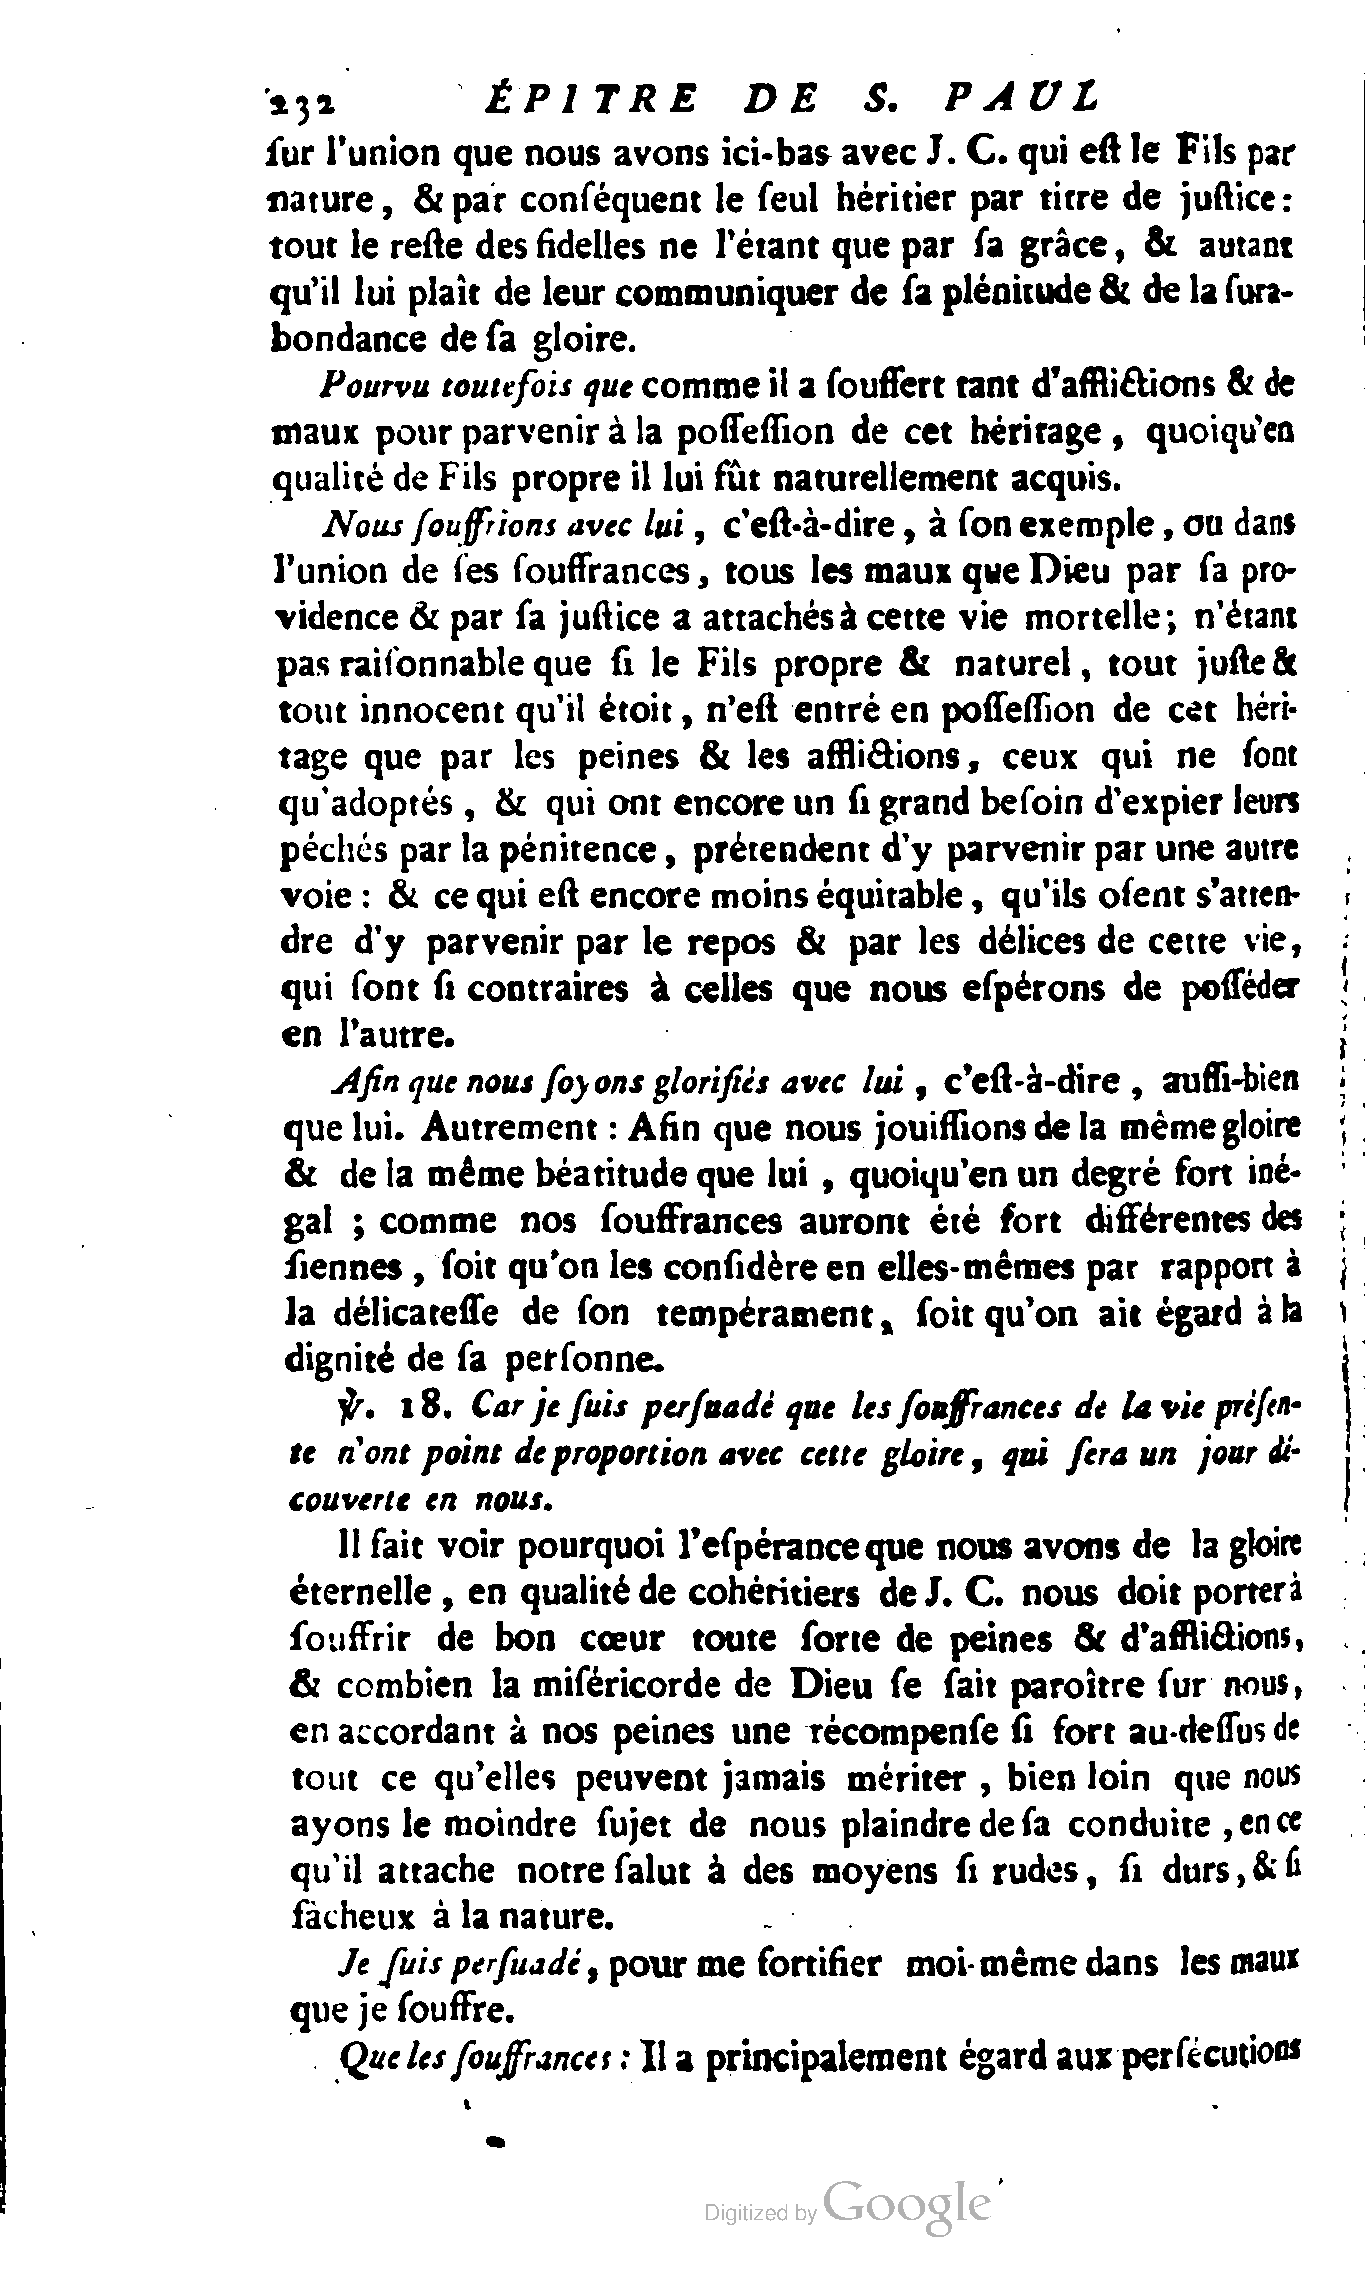 232 ÉPITRE DE S. PAUL
ſur l'union que nous avons ici-bas avec J. C. qui eſt le Fils par
nature, & par conſéquent le ſeul héritier par titre de juſtice:
tout le reſte des fidelles ne l'étant que par ſa grâce, & autant
qu'il lui plaît de leur communiquer de ſa plénitude & de la ſura-
bondance de ſa gloire.
Pourvu toutefois que comme il a ſouffert tant d'afflictions & de
maux pour parvenir à la poſſeſſion de cet héritage, quoiqu'en
qualité de Fils propre il lui fût naturellement acquis.
Nous ſouffrions avec lui, c'eſt-à-dire, à ſon exemple, ou dans
l'union de ſes ſouffrances, tous les maux que Dieu par ſa pro-
vidence & par ſa juſtice a attachés à cette vie mortelle; n'étant
pas raiſonnable que ſi le Fils propre & naturel, tout juſte &
tout innocent qu'il étoit, n'eſt entré en poſſeſſion de cet héri-
tage que par les peines & les afflictions, ceux qui ne ſont
qu'adoptés, & qui ont encore un ſi grand beſoin d'expier leurs
péchés par la pénitence, prétendent d'y parvenir par une autre
voie : & ce qui eſt encore moins équitable, qu'ils oſent s'atten-
dre d'y parvenir par le repos & par les délices de cette vie,
qui ſont ſi contraires à celles que nous eſpérons de poſſéder
en l'autre.
Afin que nous ſoyons glorifiés avec lui, c'eſt-à-dire, auſſi-bien
que lui. Autrement : Afin que nous jouiſſions de la même gloire
& de la même béatitude que lui, quoiqu'en un degré fort iné-
gal ; comme nos ſouffrances auront été fort différentes des
ſiennes, ſoit qu'on les conſidère en elles-mêmes par rapport à
la délicateſſe de ſon tempérament, ſoit qu'on ait égard à la
dignité de ſa perſonne.
℣. 18. Car je ſuis perſuadé que les ſouffrances de la vie préſen-
te n'ont point de proportion avec cette gloire, qui ſera un jour dé-
couverte en nous.
Il fait voir pourquoi l'eſpérance que nous avons de la gloire
éternelle, en qualité de cohéritiers de J. C. nous doit porter à
ſouffrir de bon cœur toute ſorte de peines & d'afflictions,
& combien la miſéricorde de Dieu ſe fait paroître ſur nous,
en accordant à nos peines une récompenſe ſi fort au-deſſus de
tout ce qu'elles peuvent jamais mériter, bien loin que nous
ayons le moindre ſujet de nous plaindre de ſa conduite, en ce
qu'il attache notre ſalut à des moyens ſi rudes, ſi durs, & ſi
fâcheux à la nature.
Je ſuis perſuadé, pour me fortifier moi-même dans les maux
que je ſouffre.
Que les ſouffrances : Il a principalement égard aux perſécutions
Digitized by Google